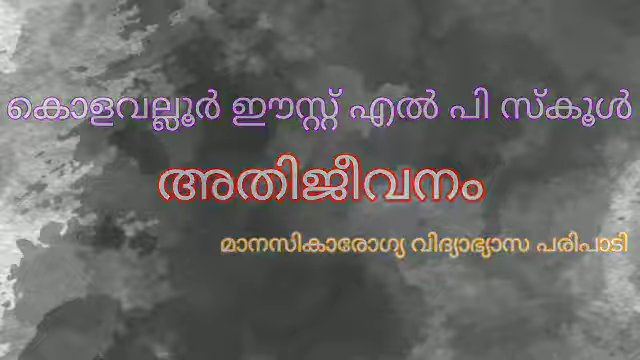 കൊളവല്ലൂർ ഈസ്റ്റ് എൽ പി സ്കൂൾ
അതിജീവനം
മാനസികാരോഗ്യ വിദ്യാഭ്യാസ പരിപാടി